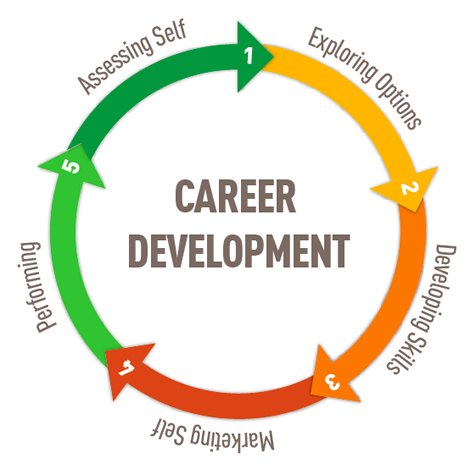 CAREER
DEVELOPMENT
Assessing Self
1
Exploring Options
2
Developing Skills
3
Marketing Self
4
Performing
5